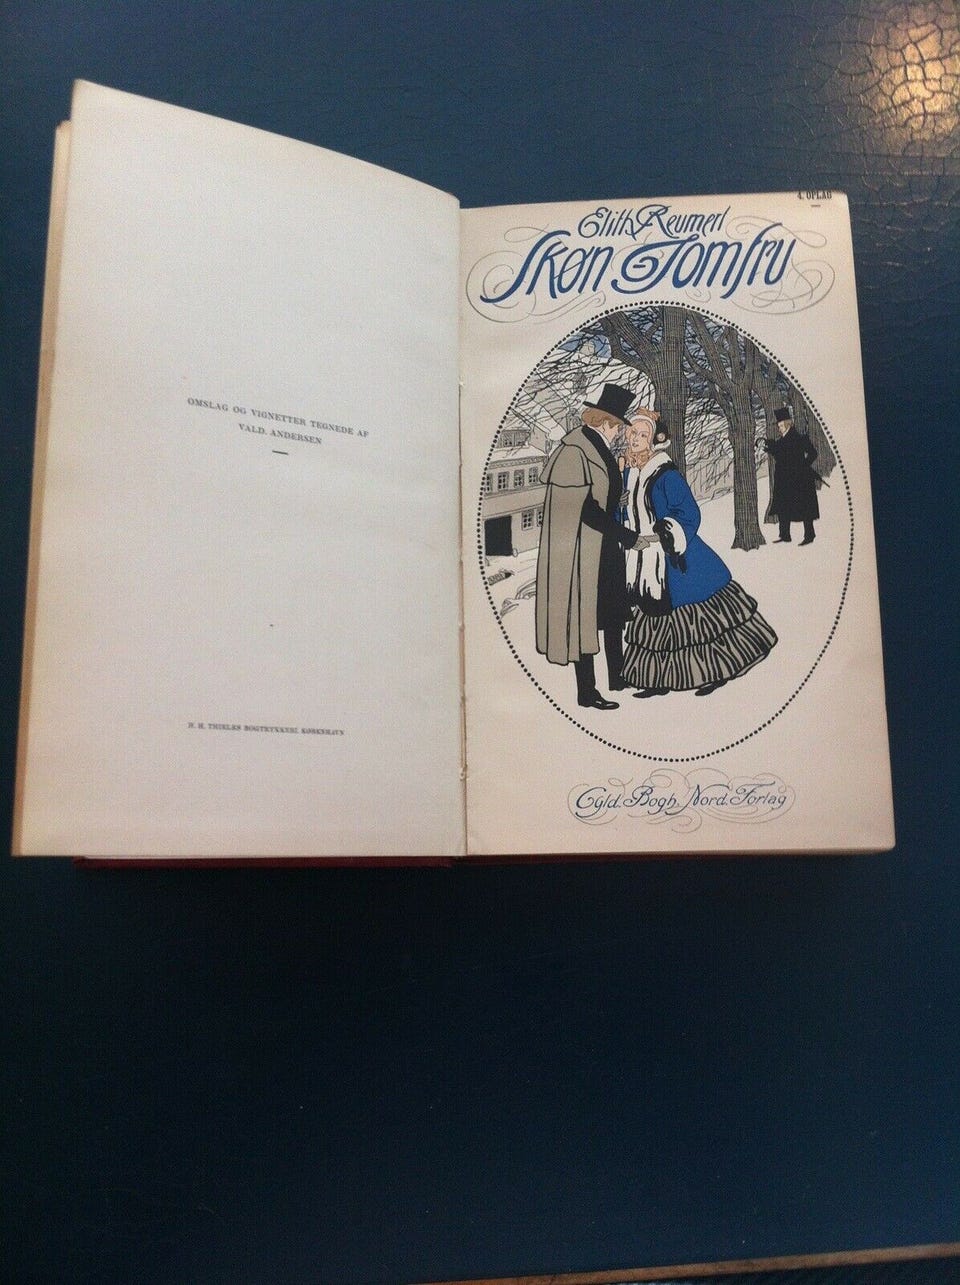 OMSLAG OG VIGNETTER TEGNEDE AF
VALD. ANDERSEN
H. H. THIELES BOGTRYKKERI, KØBENHAVN
4. OPLAG
Elith Reumert
Skøn-Jomfru
Gyld. Bogh. Nord. Forlag